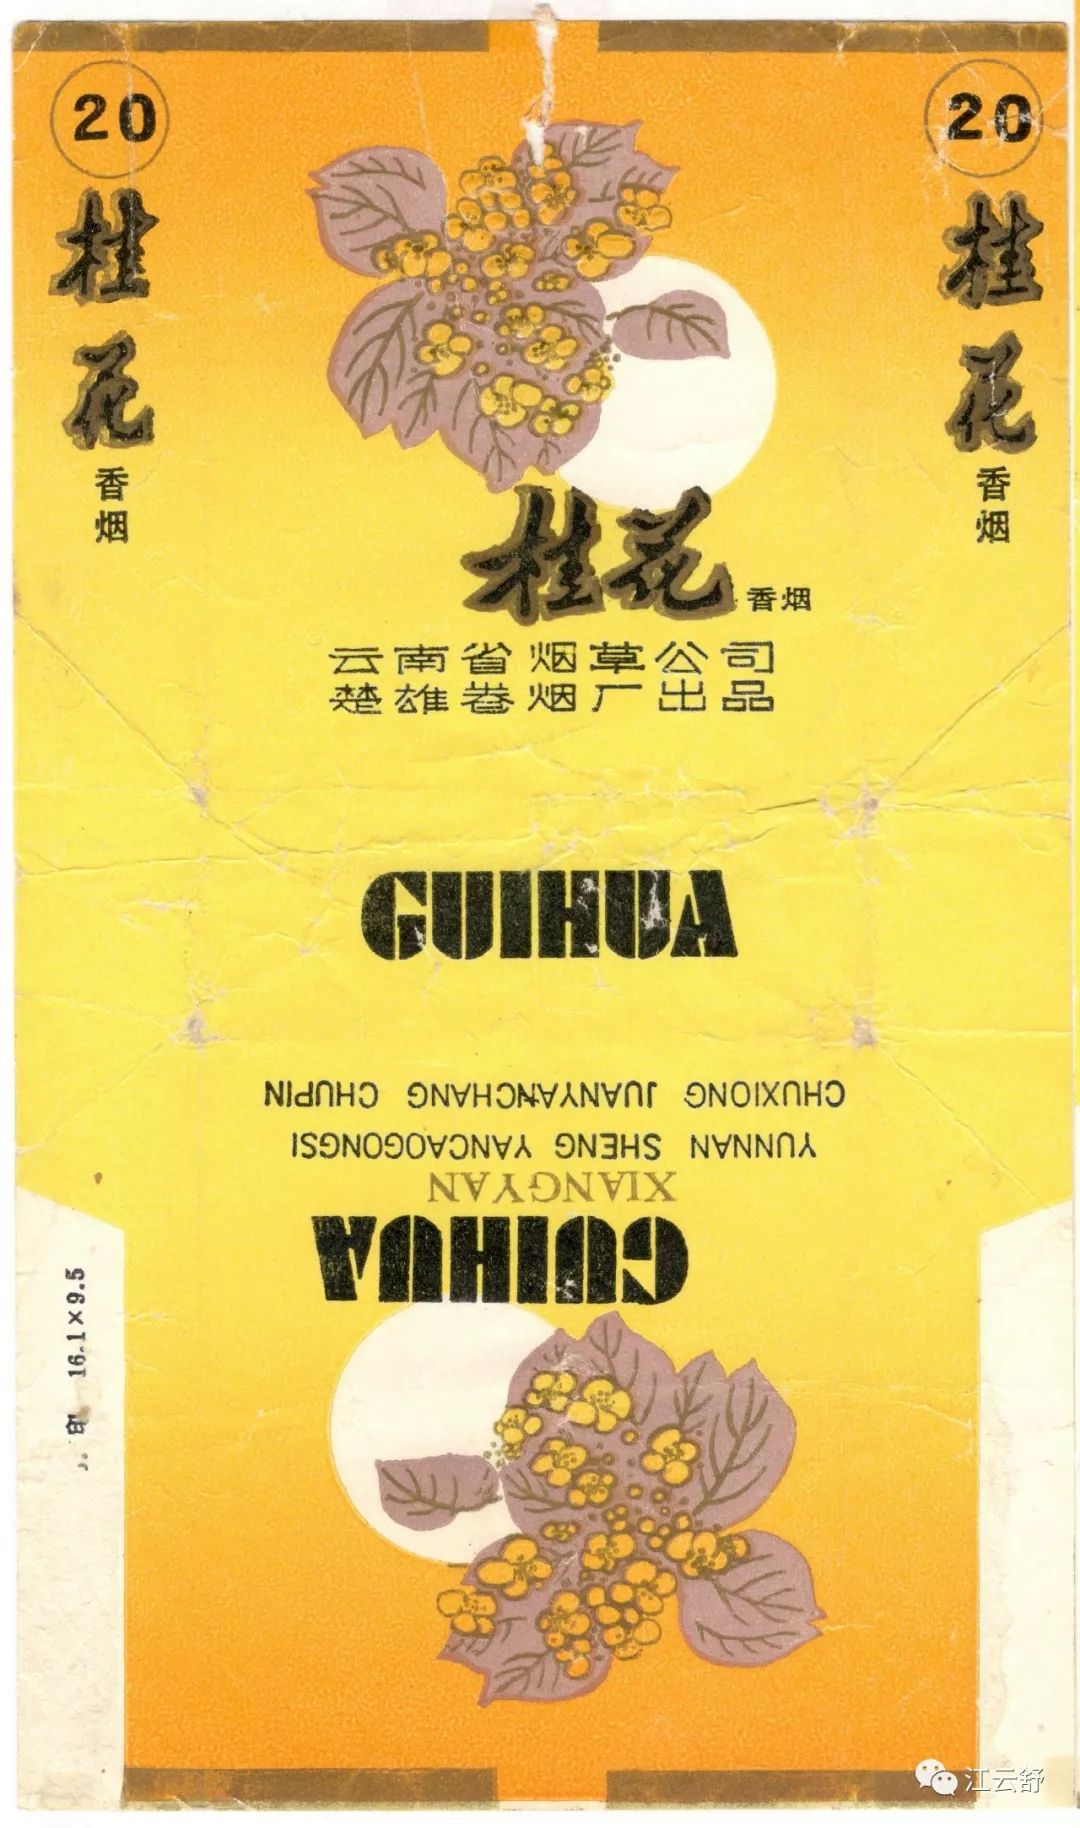 20
桂花
香烟
20
桂花
香烟
桂花 香烟
云南省烟草公司
楚雄卷烟厂出品
GUIHUA
GUIHUA
XIANGYAN
YUNNAN SHENG YANCAOGONGSI
CHUXIONG JUANYANCHANG CHUPIN
印 16.1×9.5
江云舒